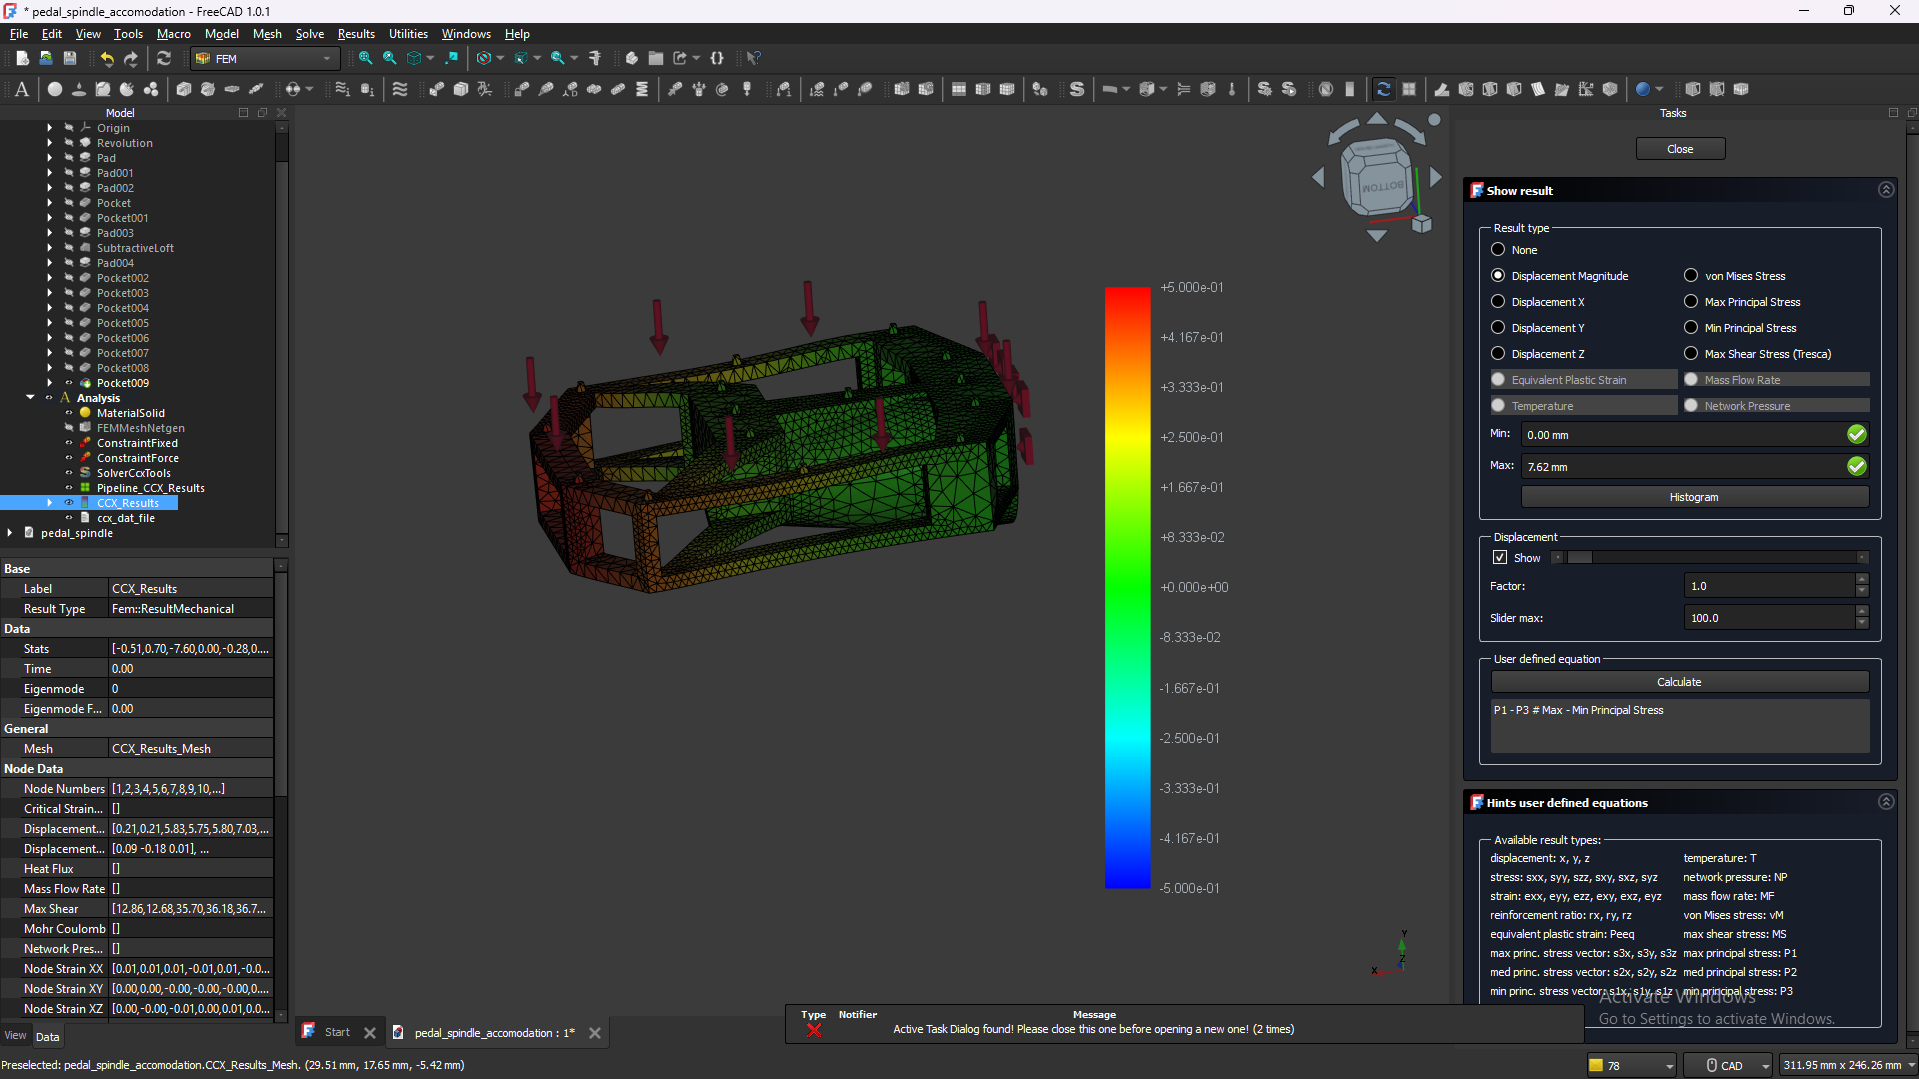 * pedal_spindle_accomodation - FreeCAD 1.0.1
File Edit View Tools Macro Model Mesh Solve Results Utilities Windows Help
FEM
Model
Tasks
Origin
Revolution
Pad
Pad001
Pad002
Pocket
Pocket001
Pad003
SubtractiveLoft
Pad004
Pocket002
Pocket003
Pocket004
Pocket005
Pocket006
Pocket007
Pocket008
Pocket009
Analysis
MaterialSolid
FEMMeshNetgen
ConstraintFixed
ConstraintForce
SolverCcxTools
Pipeline_CCX_Results
CCX_Results
ccx_dat_file
pedal_spindle
Base
Label CCX_Results
Result Type Fem::ResultMechanical
Data
Stats [-0.51,0.70,-7.60,0.00,-0.28,0....
Time 0.00
Eigenmode 0
Eigenmode F... 0.00
General
Mesh CCX_Results_Mesh
Node Data
Node Numbers [1,2,3,4,5,6,7,8,9,10,...]
Critical Strain... []
Displacement... [0.21,0.21,5.83,5.75,5.80,7.03,...
Displacement... [0.09 -0.18 0.01], ...
Heat Flux []
Mass Flow Rate []
Max Shear [12.86,12.68,35.70,36.18,36.7...
Mohr Coulomb []
Network Pres... []
Node Strain XX [0.01,0.01,0.01,-0.01,0.01,-0.0...
Node Strain XY [0.00,0.00,-0.00,-0.00,-0.00,0....
Node Strain XZ [0.00,-0.00,-0.01,0.00,0.01,0.0...
View Data
BOTTOM
+5.000e-01
+4.167e-01
+3.333e-01
+2.500e-01
+1.667e-01
+8.333e-02
+0.000e+00
-8.333e-02
-1.667e-01
-2.500e-01
-3.333e-01
-4.167e-01
-5.000e-01
Y
Z
X
Close
Show result
Result type
None
Displacement Magnitude von Mises Stress
Displacement X Max Principal Stress
Displacement Y Min Principal Stress
Displacement Z Max Shear Stress (Tresca)
Equivalent Plastic Strain Mass Flow Rate
Temperature Network Pressure
Min: 0.00 mm
Max: 7.62 mm
Histogram
Displacement
Show
Factor: 1.0
Slider max: 100.0
User defined equation
Calculate
P1 - P3 # Max - Min Principal Stress
Hints user defined equations
Available result types:
displacement: x, y, z temperature: T
stress: sxx, syy, szz, sxy, sxz, syz network pressure: NP
strain: exx, eyy, ezz, exy, exz, eyz mass flow rate: MF
reinforcement ratio: rx, ry, rz von Mises stress: vM
equivalent plastic strain: Peeq max shear stress: MS
max princ. stress vector: s3x, s3y, s3z max principal stress: P1
med princ. stress vector: s2x, s2y, s2z med principal stress: P2
min princ. stress vector: s1x, s1y, s1z min principal stress: P3
Activate Windows
Go to Settings to activate Windows.
Start
pedal_spindle_accomodation : 1*
Type Notifier Message
Active Task Dialog found! Please close this one before opening a new one! (2 times)
Preselected: pedal_spindle_accomodation.CCX_Results_Mesh. (29.51 mm, 17.65 mm, -5.42 mm)
78
CAD
311.95 mm x 246.26 mm